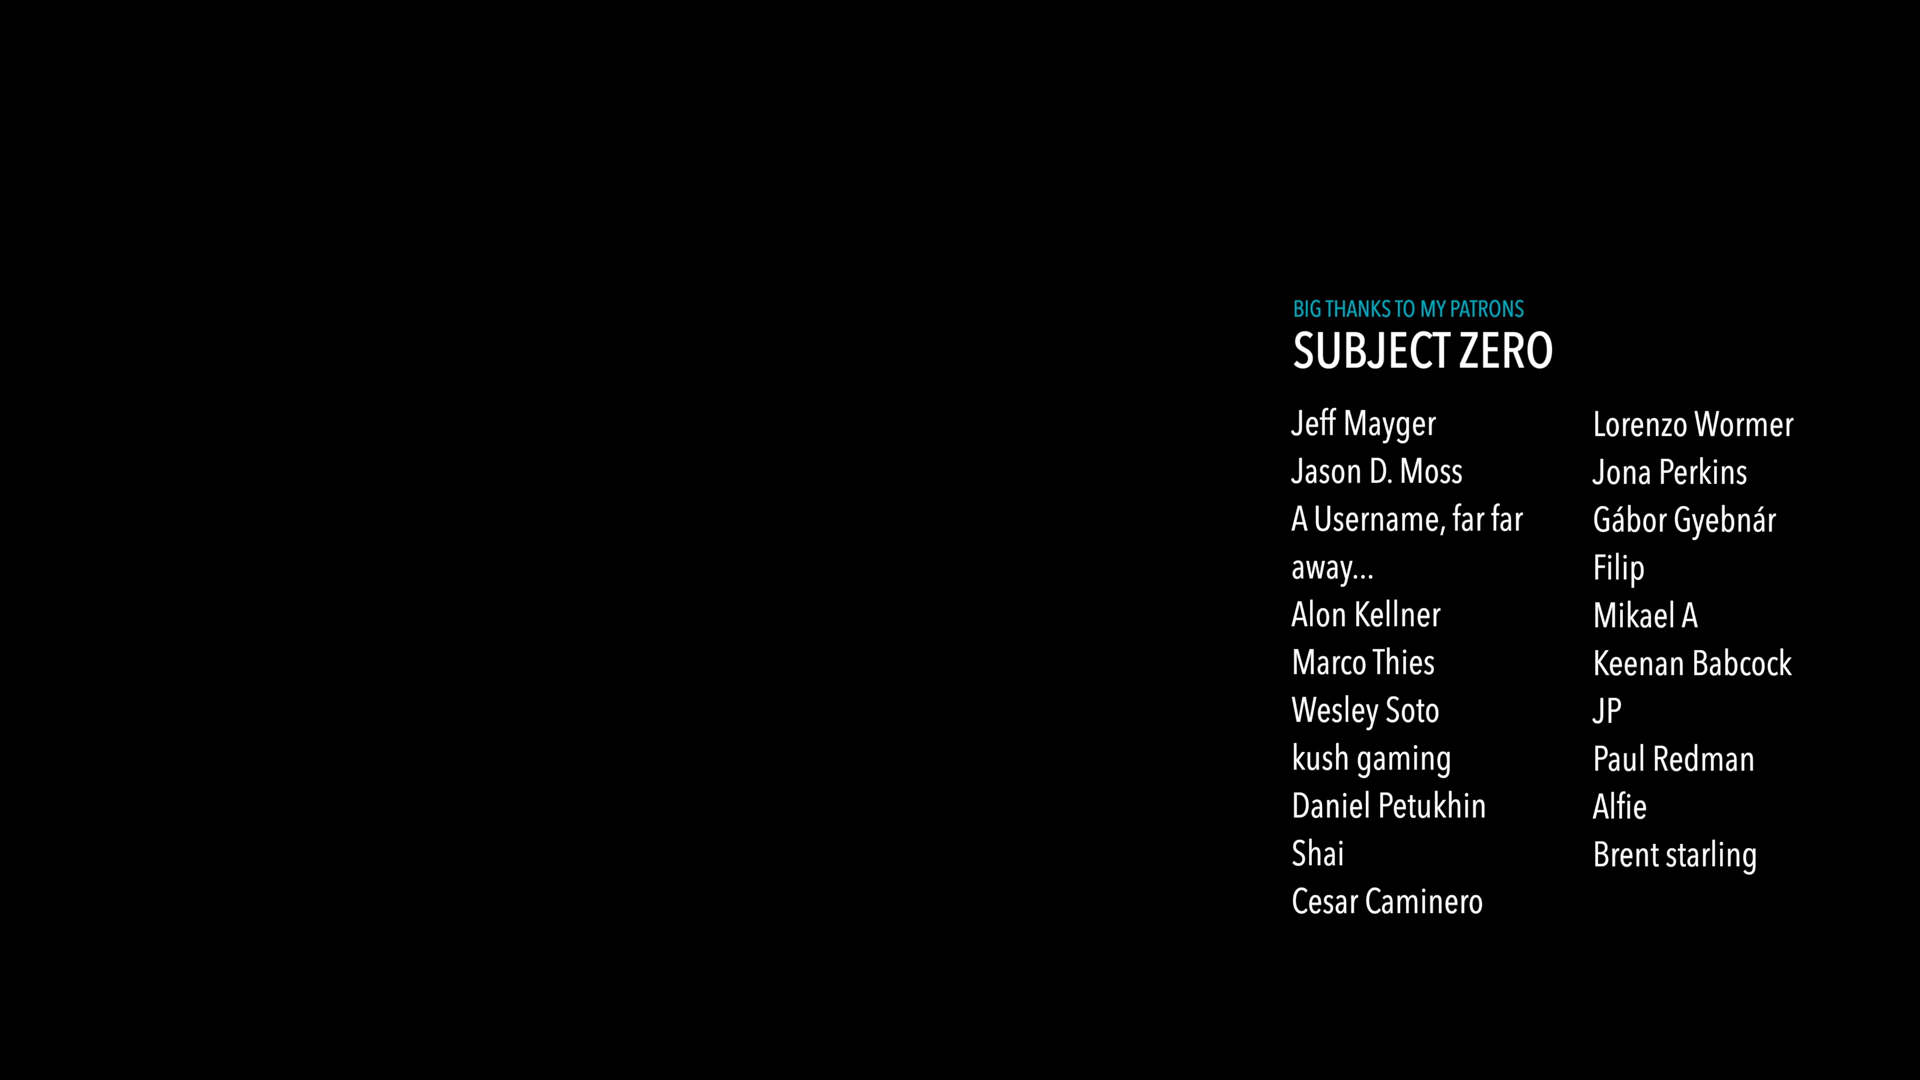 BIG THANKS TO MY PATRONS
SUBJECT ZERO
Jeff Mayger
Jason D. Moss
A Username, far far
away...
Alon Kellner
Marco Thies
Wesley Soto
kush gaming
Daniel Petukhin
Shai
Cesar Caminero
Lorenzo Wormer
Jona Perkins
Gábor Gyebnár
Filip
Mikael A
Keenan Babcock
JP
Paul Redman
Alfie
Brent starling